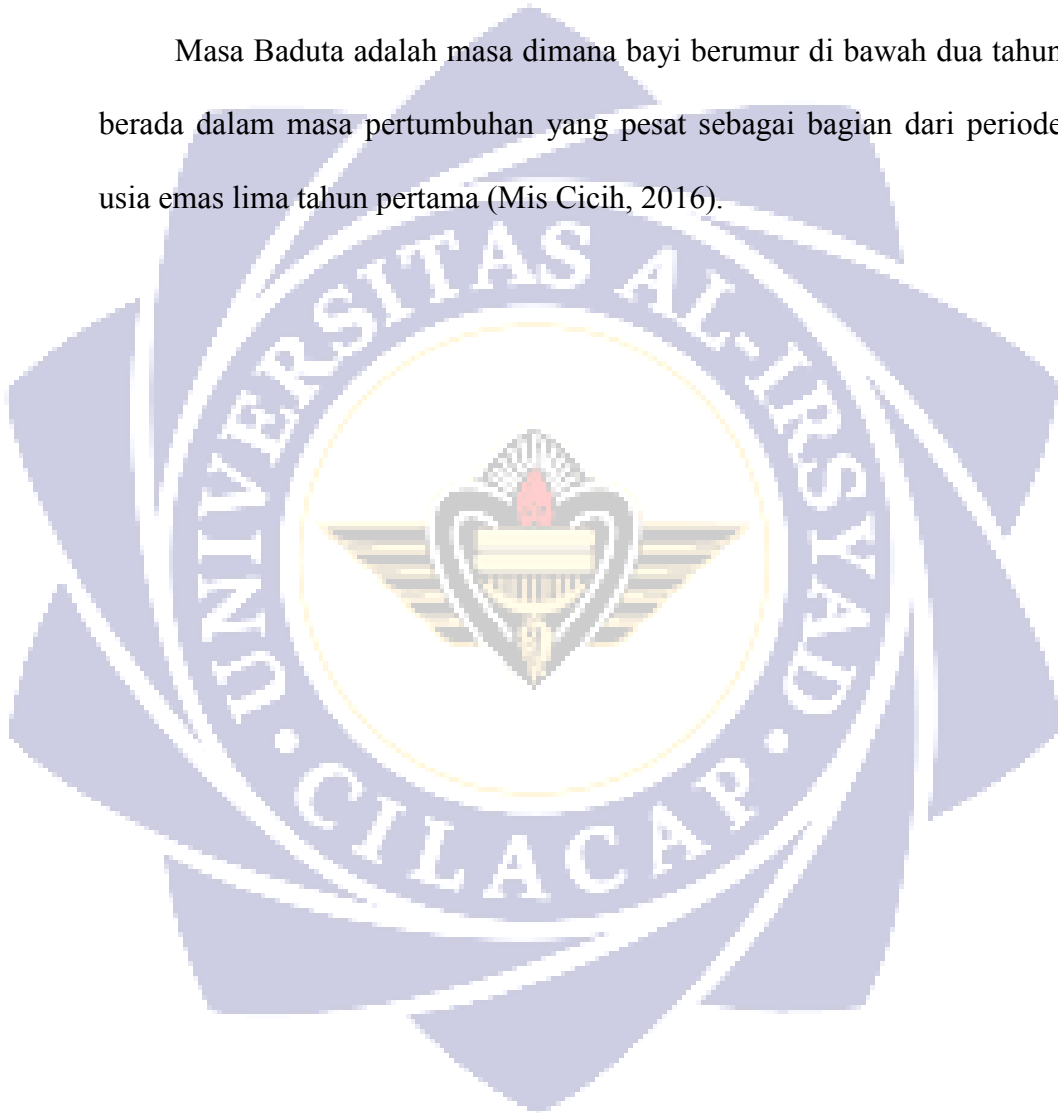 Masa Baduta adalah masa dimana bayi berumur di bawah dua tahun
berada dalam masa pertumbuhan yang pesat sebagai bagian dari periode
usia emas lima tahun pertama (Mis Cicih, 2016).
UNIVERSITAS AL-IRSYAD
CILACAP